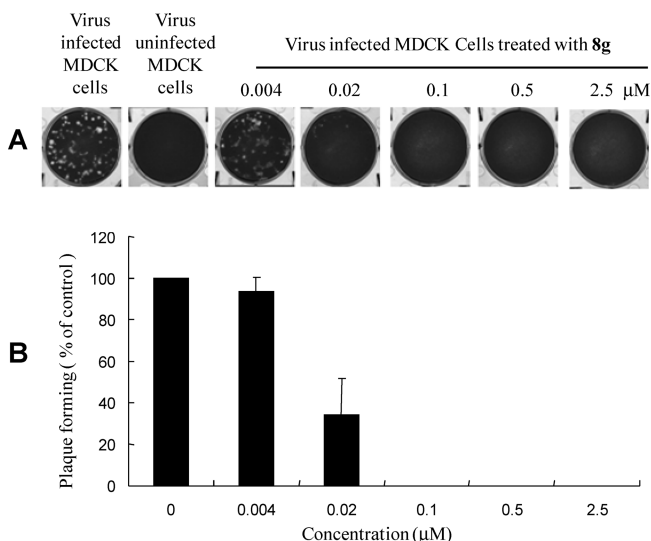 A
Virus
infected
MDCK
cells
Virus
uninfected
MDCK
cells
Virus infected MDCK Cells treated with 8g
0.004 0.02 0.1 0.5 2.5 μM
B
Plaque forming ( % of control )
120
100
80
60
40
20
0
0 0.004 0.02 0.1 0.5 2.5
Concentration (μM)